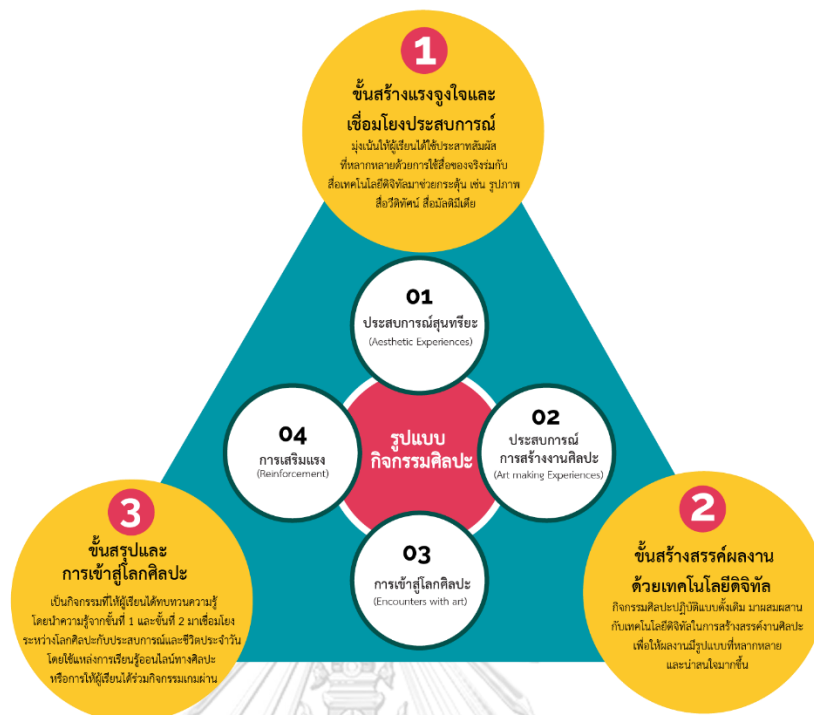 1
ขั้นสร้างแรงจูงใจและ
เชื่อมโยงประสบการณ์
มุ่งเน้นให้ผู้เรียนได้ใช้ประสาทสัมผัส
ที่หลากหลายด้วยการใช้สื่อของจริงร่มกับ
สื่อเทคโนโลยีดิจิทัลมาช่วยกระตุ้น เช่น รูปภาพ
สื่อวีดิทัศน์ สื่อมัลติมีเดีย
01
ประสบการณ์สุนทรียะ
(Aesthetic Experiences)
02
ประสบการณ์
การสร้างงานศิลปะ
(Art making Experiences)
03
การเข้าสู่โลกศิลปะ
(Encounters with art)
04
การเสริมแรง
(Reinforcement)
รูปแบบ
กิจกรรมศิลปะ
2
ขั้นสร้างสรรค์ผลงาน
ด้วยเทคโนโลยีดิจิทัล
กิจกรรมศิลปะปฏิบัติแบบดั้งเดิม มาผสมผสาน
กับเทคโนโลยีดิจิทัลในการสร้างสรรค์งานศิลปะ
เพื่อให้ผลงานมีรูปแบบที่หลากหลาย
และน่าสนใจมากขึ้น
3
ขั้นสรุปและ
การเข้าสู่โลกศิลปะ
เป็นกิจกรรมที่ให้ผู้เรียนได้ทบทวนความรู้
โดยนำความรู้จากขั้นที่ 1 และขั้นที่ 2 มาเชื่อมโยง
ระหว่างโลกศิลปะกับประสบการณ์และชีวิตประจำวัน
โดยใช้แหล่งการเรียนรู้ออนไลน์ทางศิลปะ
หรือการให้ผู้เรียนได้ร่วมกิจกรรมเกมผ่าน